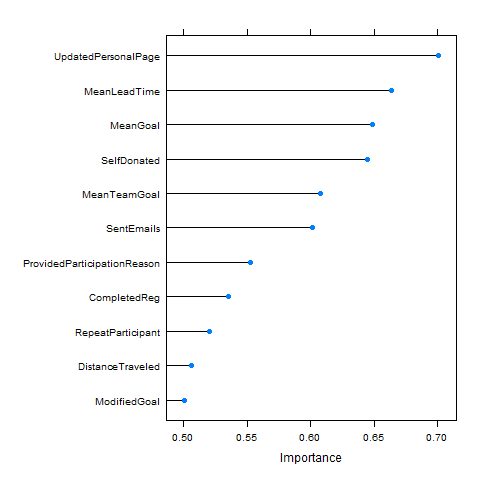 UpdatedPersonalPage
MeanLeadTime
MeanGoal
SelfDonated
MeanTeamGoal
SentEmails
ProvidedParticipationReason
CompletedReg
RepeatParticipant
DistanceTraveled
ModifiedGoal
0.50 0.55 0.60 0.65 0.70
Importance